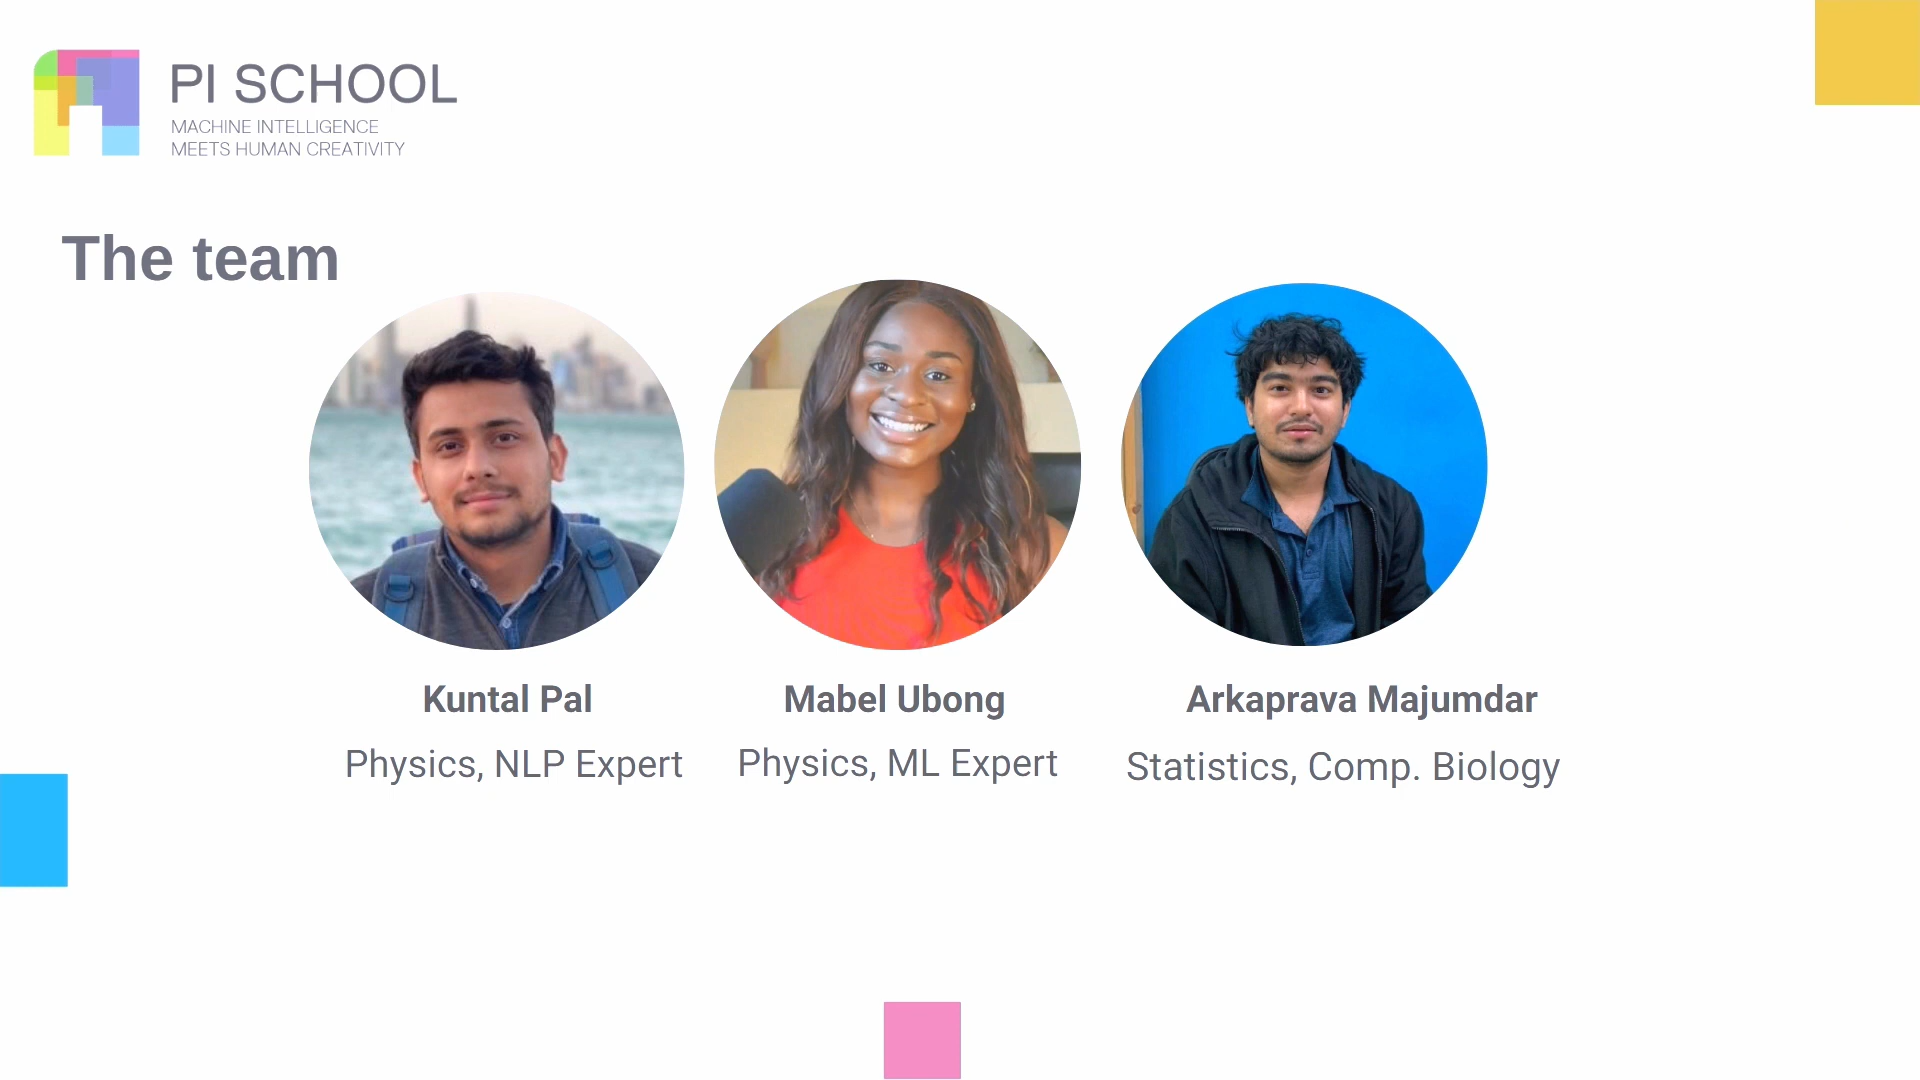 PI SCHOOL
MACHINE INTELLIGENCE
MEETS HUMAN CREATIVITY
The team
Kuntal Pal
Mabel Ubong
Arkaprava Majumdar
Physics, NLP Expert
Physics, ML Expert
Statistics, Comp. Biology